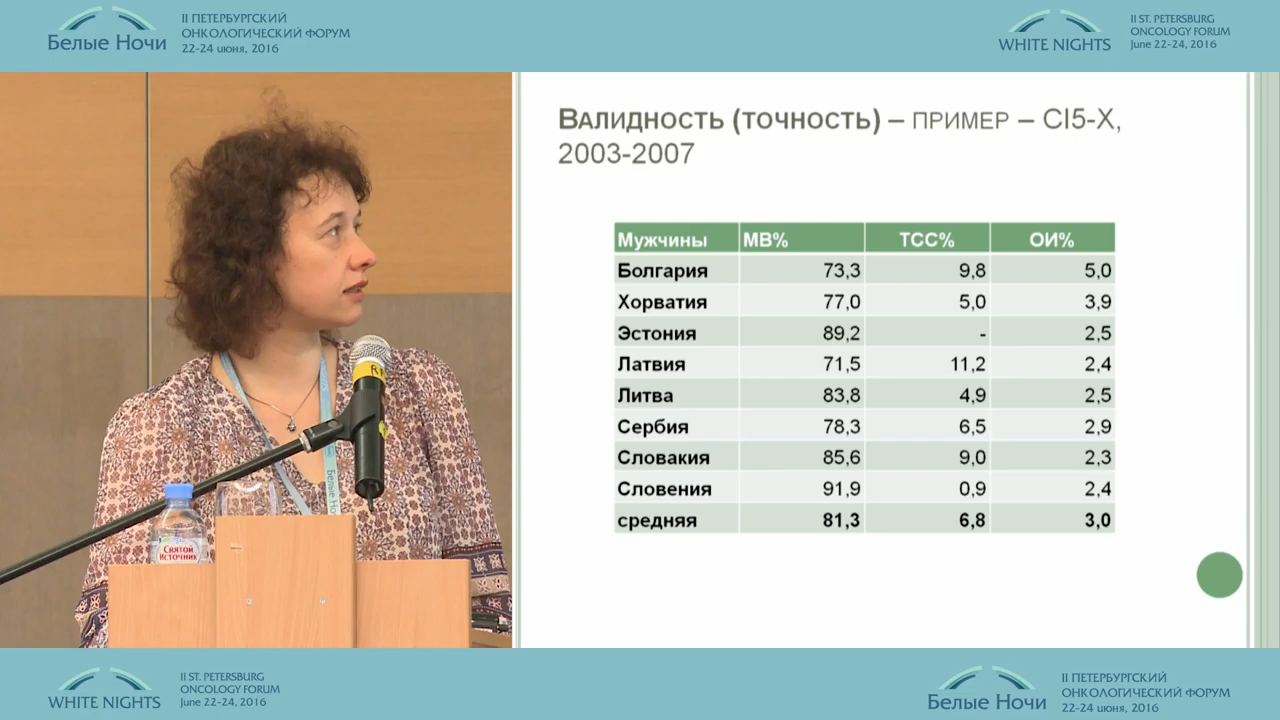 II ПЕТЕРБУРГСКИЙ
ОНКОЛОГИЧЕСКИЙ ФОРУМ
Белые Ночи
22-24 июня, 2016
II ST. PETERSBURG
ONCOLOGY FORUM
WHITE NIGHTS
June 22-24, 2016
Валидность (точность) – пример – CI5-X,
2003-2007
Мужчины МВ% ТСС% ОИ%
Болгария 73,3 9,8 5,0
Хорватия 77,0 5,0 3,9
Эстония 89,2 - 2,5
Латвия 71,5 11,2 2,4
Литва 83,8 4,9 2,5
Сербия 78,3 6,5 2,9
Словакия 85,6 9,0 2,3
Словения 91,9 0,9 2,4
средняя 81,3 6,8 3,0
Святой
Источник
Белые
II ST. PETERSBURG
ONCOLOGY FORUM
WHITE NIGHTS
June 22-24, 2016
II ПЕТЕРБУРГСКИЙ
ОНКОЛОГИЧЕСКИЙ ФОРУМ
Белые Ночи
22-24 июня, 2016